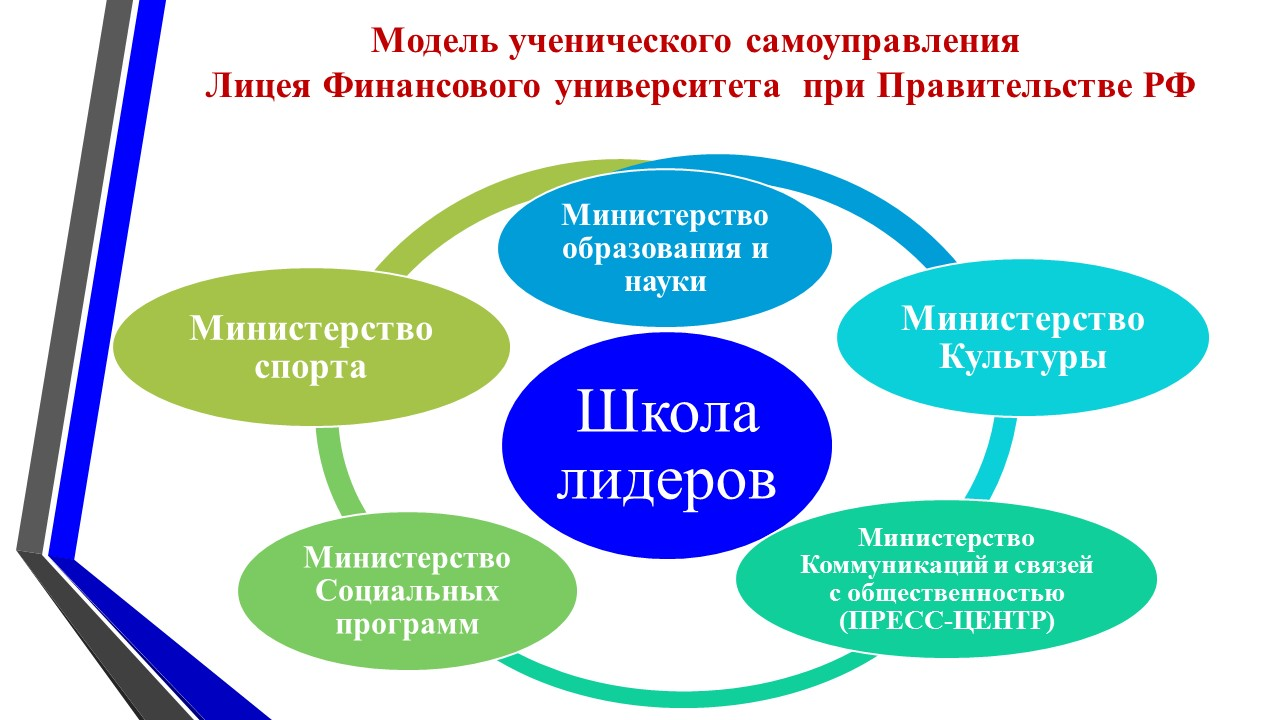 Модель ученического самоуправления
Лицея Финансового университета при Правительстве РФ
Министерство
образования и
науки
Министерство
спорта
Министерство
Культуры
Школа
лидеров
Министерство
Социальных
программ
Министерство
Коммуникаций и связей
с общественностью
(ПРЕСС-ЦЕНТР)